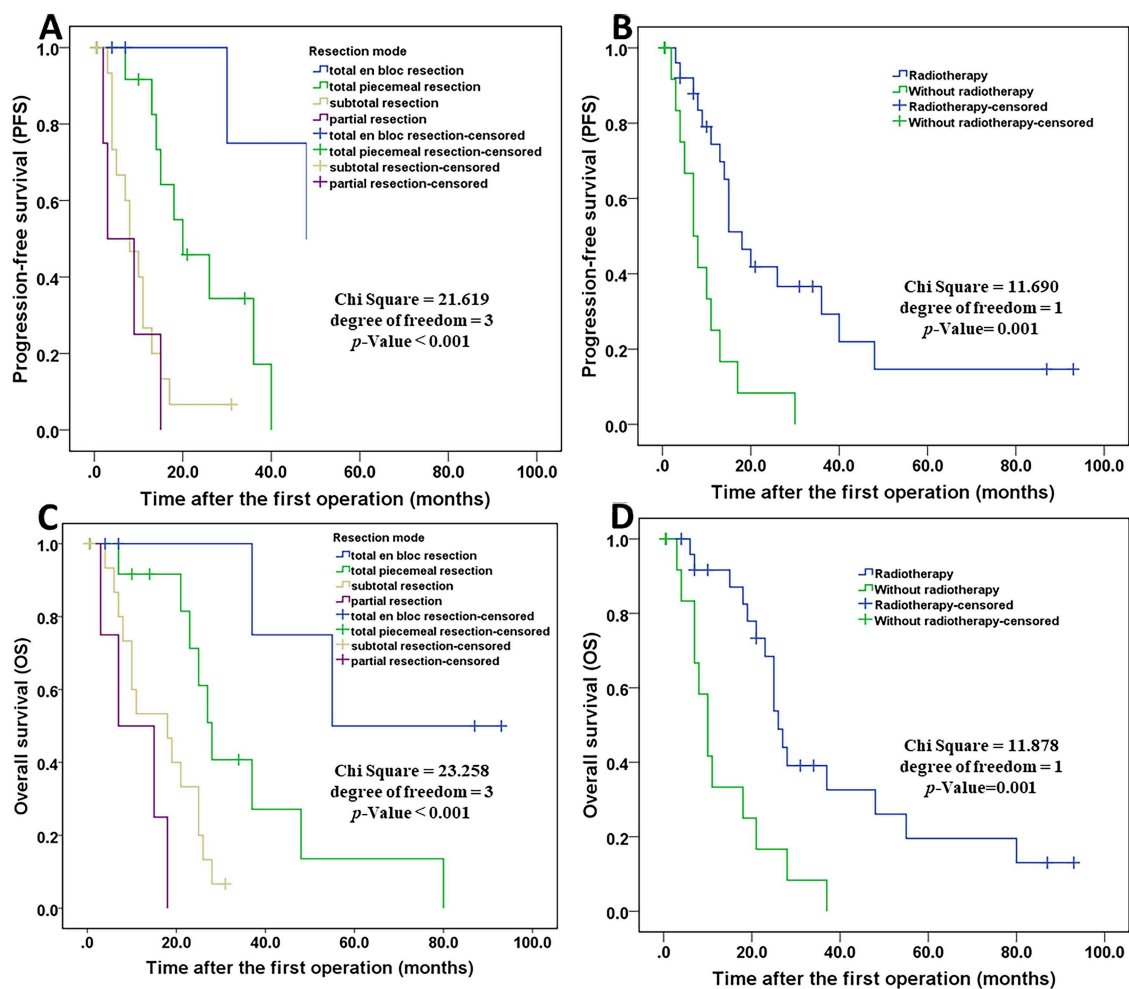 A
Progression-free survival (PFS)
1.0
0.8
0.6
0.4
0.2
0.0
Resection mode
total en bloc resection
total piecemeal resection
subtotal resection
partial resection
total en bloc resection-censored
total piecemeal resection-censored
subtotal resection-censored
partial resection-censored
Chi Square = 21.619
degree of freedom = 3
p-Value < 0.001
.0 20.0 40.0 60.0 80.0 100.0
Time after the first operation (months)
B
Progression-free survival (PFS)
1.0
0.8
0.6
0.4
0.2
0.0
Radiotherapy
Without radiotherapy
Radiotherapy-censored
Without radiotherapy-censored
Chi Square = 11.690
degree of freedom = 1
p-Value= 0.001
.0 20.0 40.0 60.0 80.0 100.0
Time after the first operation (months)
C
Overall survival (OS)
1.0
0.8
0.6
0.4
0.2
0.0
Resection mode
total en bloc resection
total piecemeal resection
subtotal resection
partial resection
total en bloc resection-censored
total piecemeal resection-censored
subtotal resection-censored
partial resection-censored
Chi Square = 23.258
degree of freedom = 3
p-Value < 0.001
.0 20.0 40.0 60.0 80.0 100.0
Time after the first operation (months)
D
Overall survival (OS)
1.0
0.8
0.6
0.4
0.2
0.0
Radiotherapy
Without radiotherapy
Radiotherapy-censored
Without radiotherapy-censored
Chi Square = 11.878
degree of freedom = 1
p-Value=0.001
.0 20.0 40.0 60.0 80.0 100.0
Time after the first operation (months)